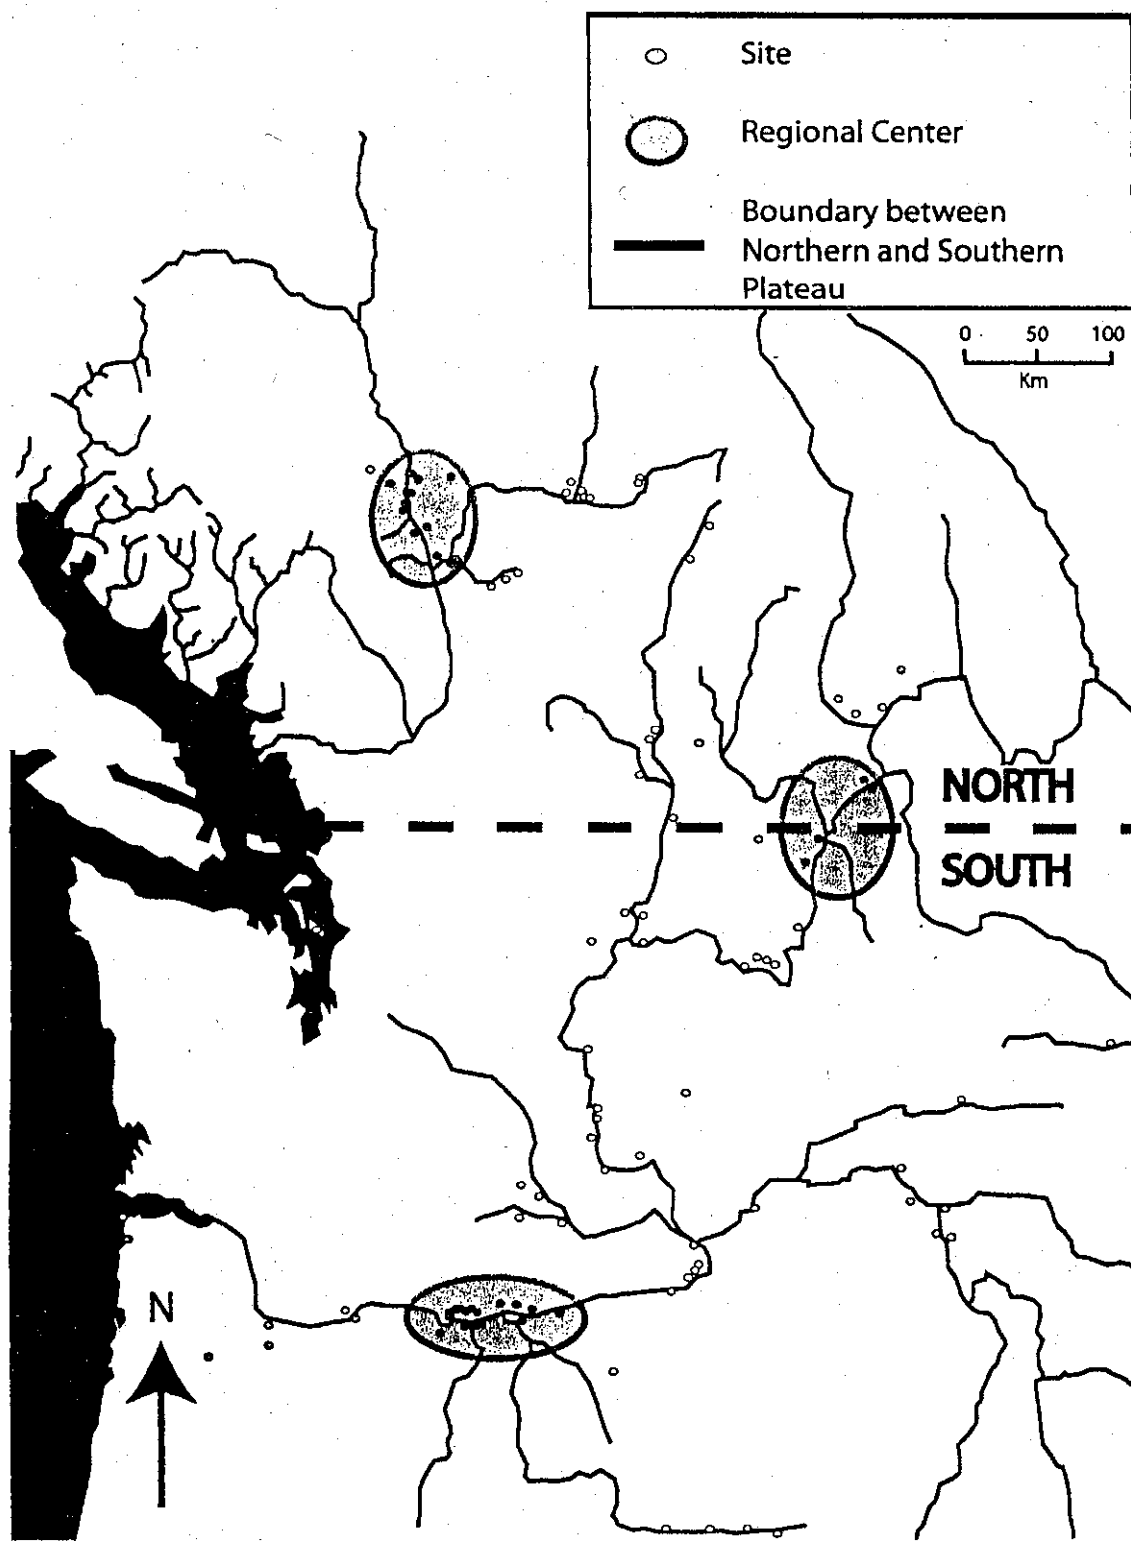 Site
Regional Center
Boundary between
Northern and Southern
Plateau
0 50 100
Km
NORTH
SOUTH
N